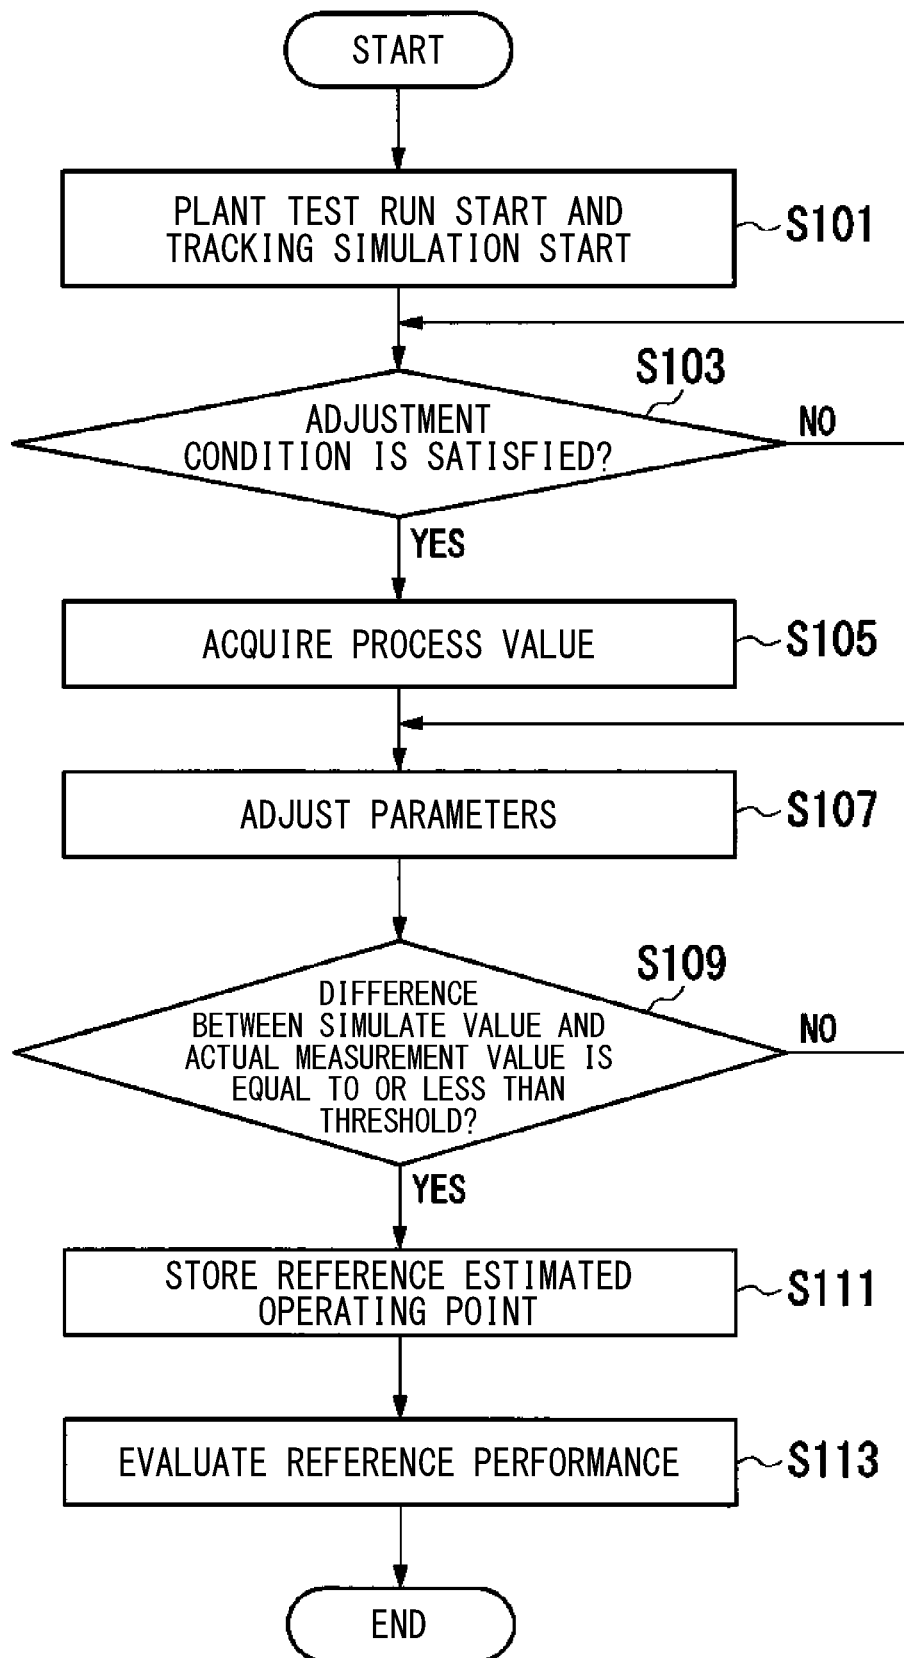 START
PLANT TEST RUN START AND
TRACKING SIMULATION START
S101
S103
ADJUSTMENT
CONDITION IS SATISFIED?
NO
YES
ACQUIRE PROCESS VALUE
S105
ADJUST PARAMETERS
S107
S109
DIFFERENCE
BETWEEN SIMULATE VALUE AND
ACTUAL MEASUREMENT VALUE IS
EQUAL TO OR LESS THAN
THRESHOLD?
NO
YES
STORE REFERENCE ESTIMATED
OPERATING POINT
S111
EVALUATE REFERENCE PERFORMANCE
S113
END